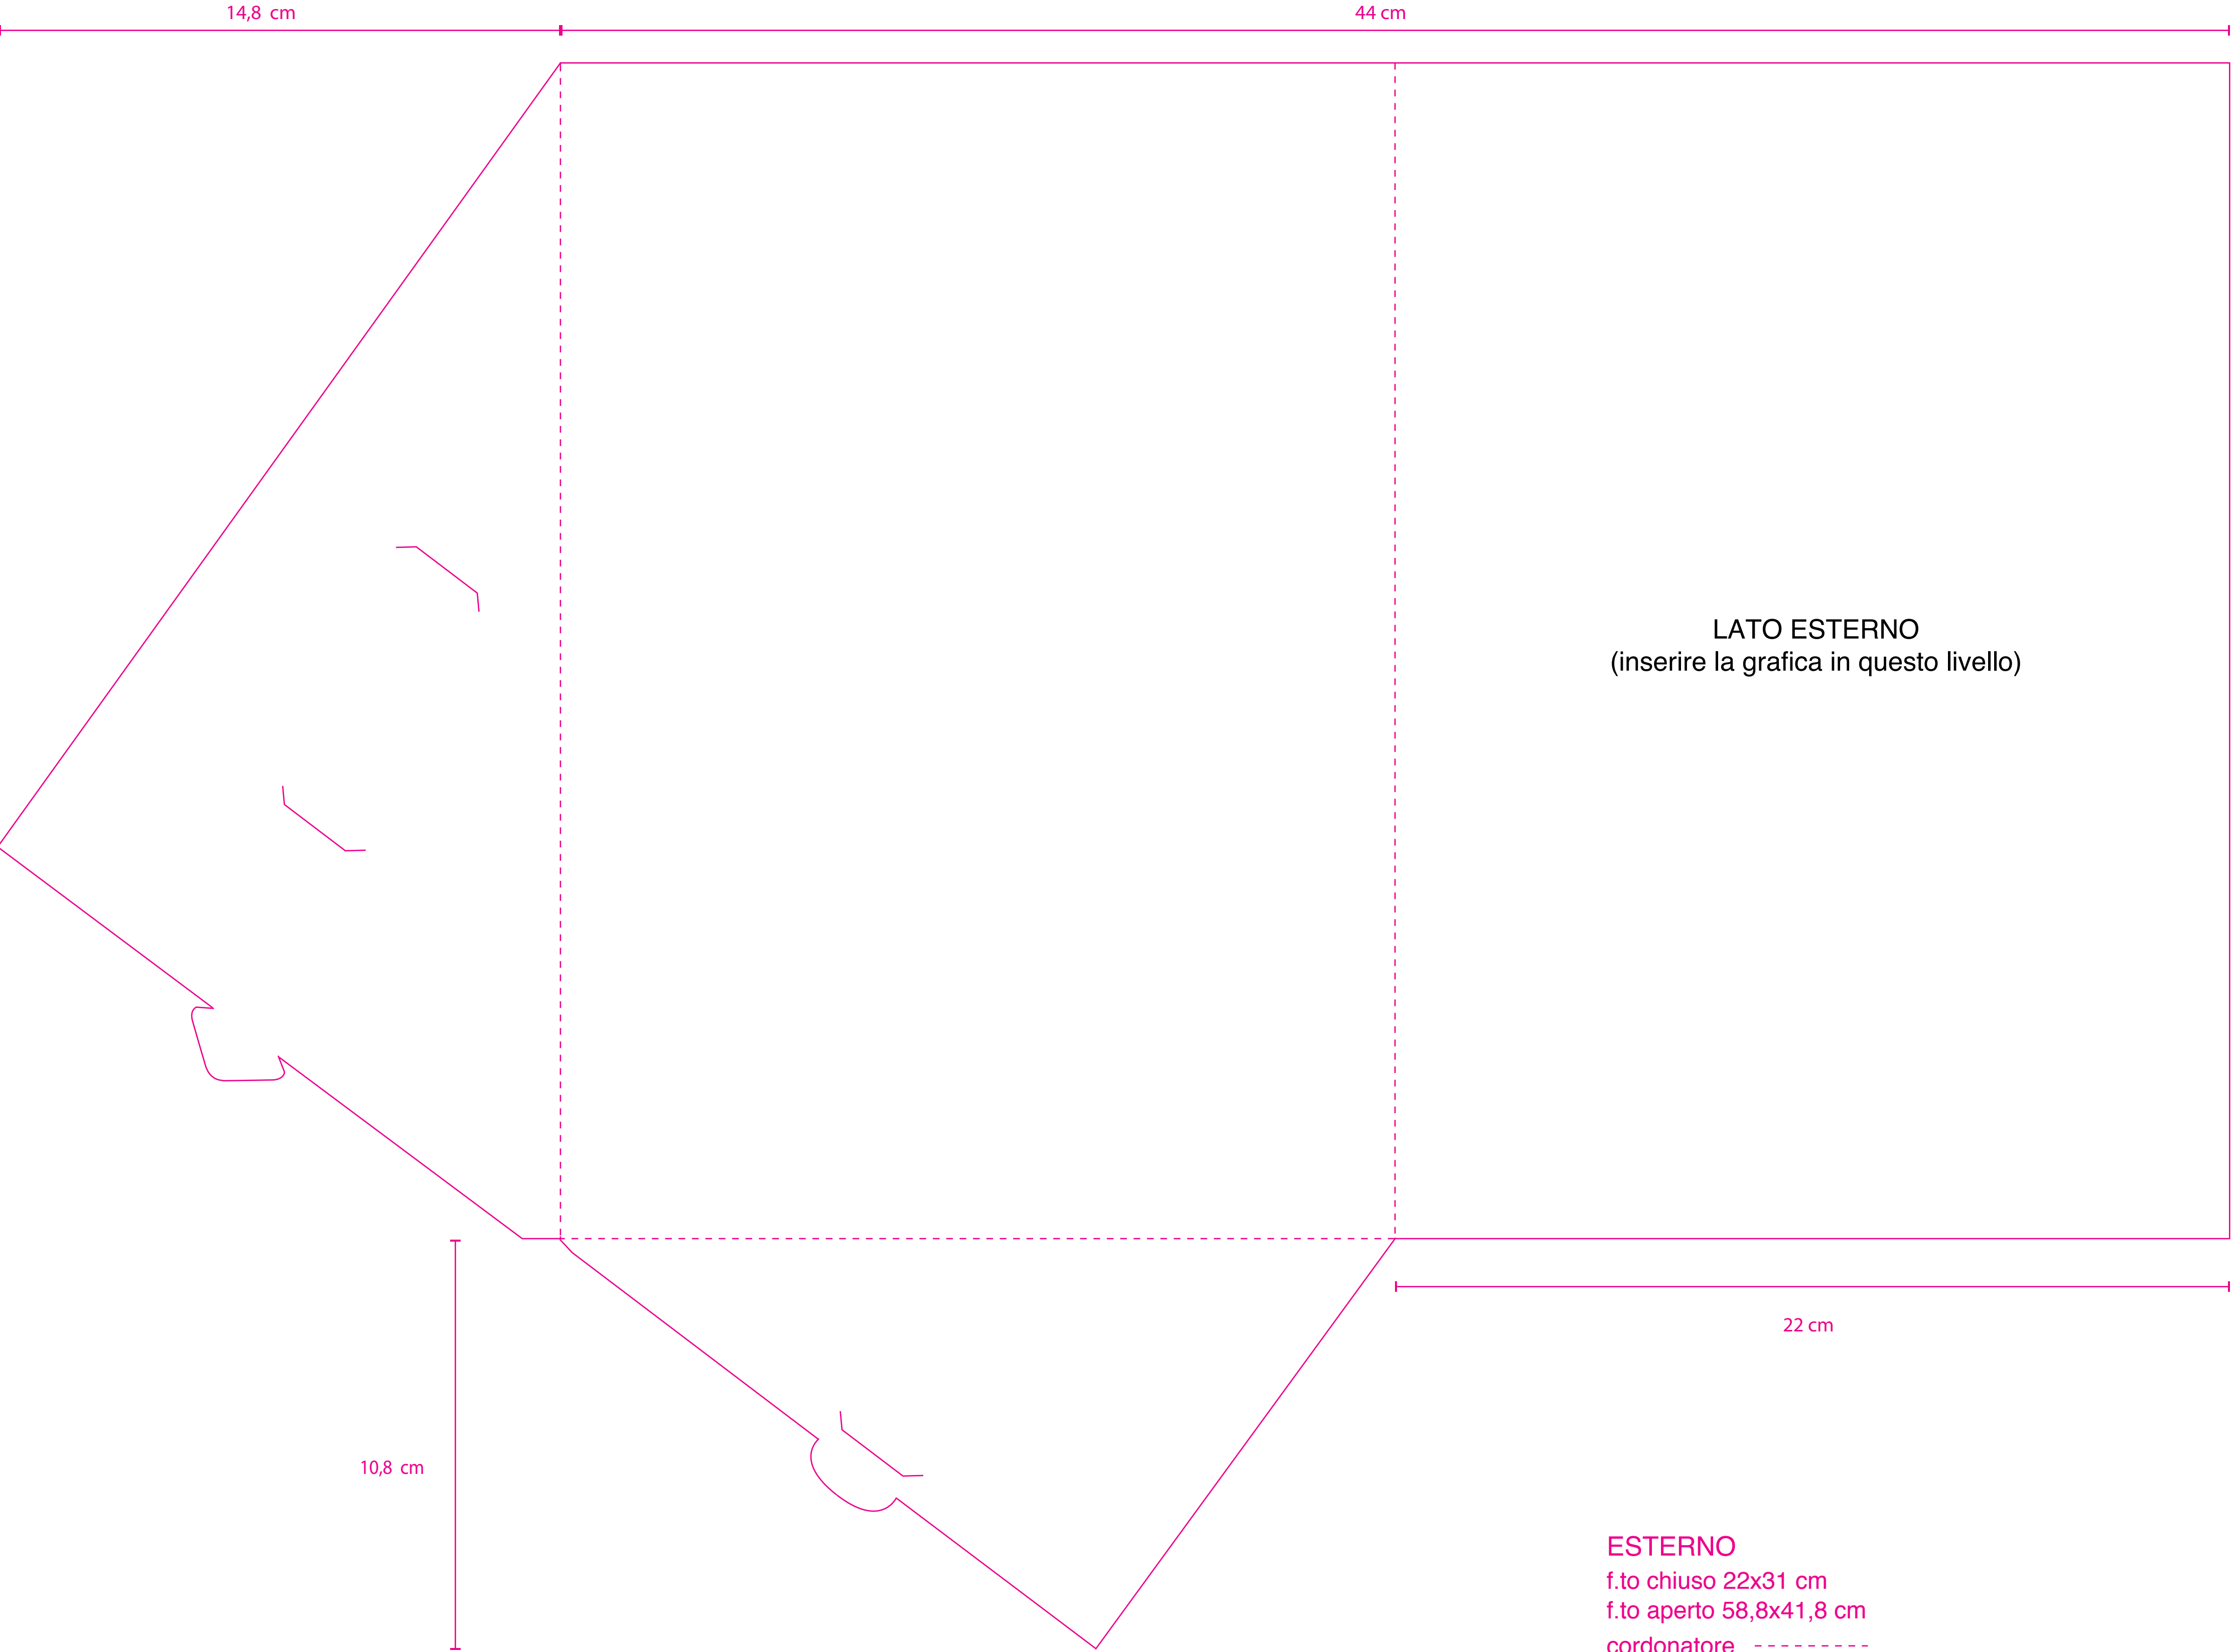 14,8 cm
44 cm
LATO ESTERNO
(inserire la grafica in questo livello)
22 cm
10,8 cm
ESTERNO
f.to chiuso 22x31 cm
f.to aperto 58,8x41,8 cm
cordonatore